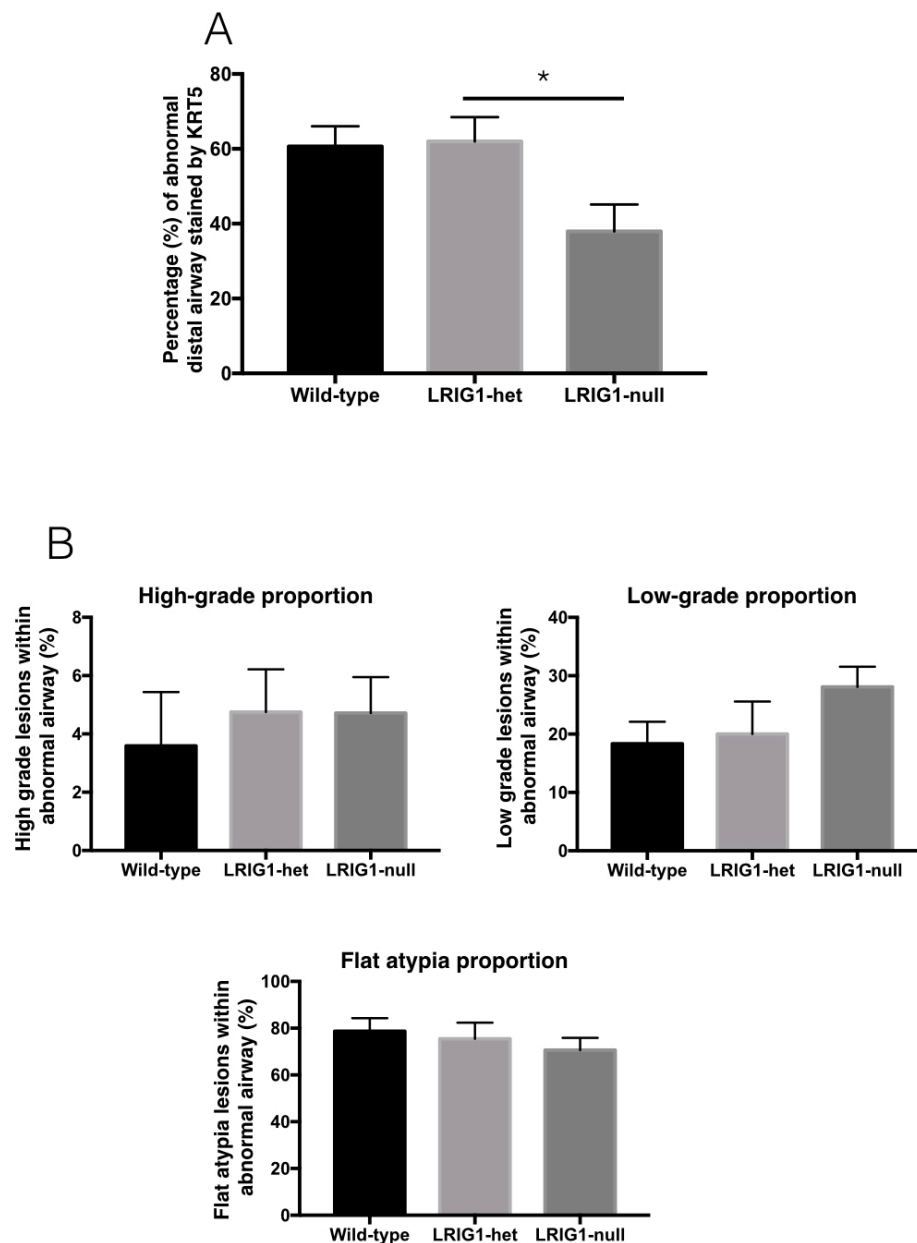 A
Percentage (%) of abnormal
distal airway stained by KRT5
80
60
40
20
0
*
Wild-type
LRIG1-het
LRIG1-null
B
High-grade proportion
High grade lesions within
abnormal airway (%)
8
6
4
2
0
Wild-type
LRIG1-het
LRIG1-null
Low-grade proportion
Low grade lesions within
abnormal airway (%)
40
30
20
10
0
Wild-type
LRIG1-het
LRIG1-null
Flat atypia proportion
Flat atypia lesions within
abnormal airway (%)
100
80
60
40
20
0
Wild-type
LRIG1-het
LRIG1-null